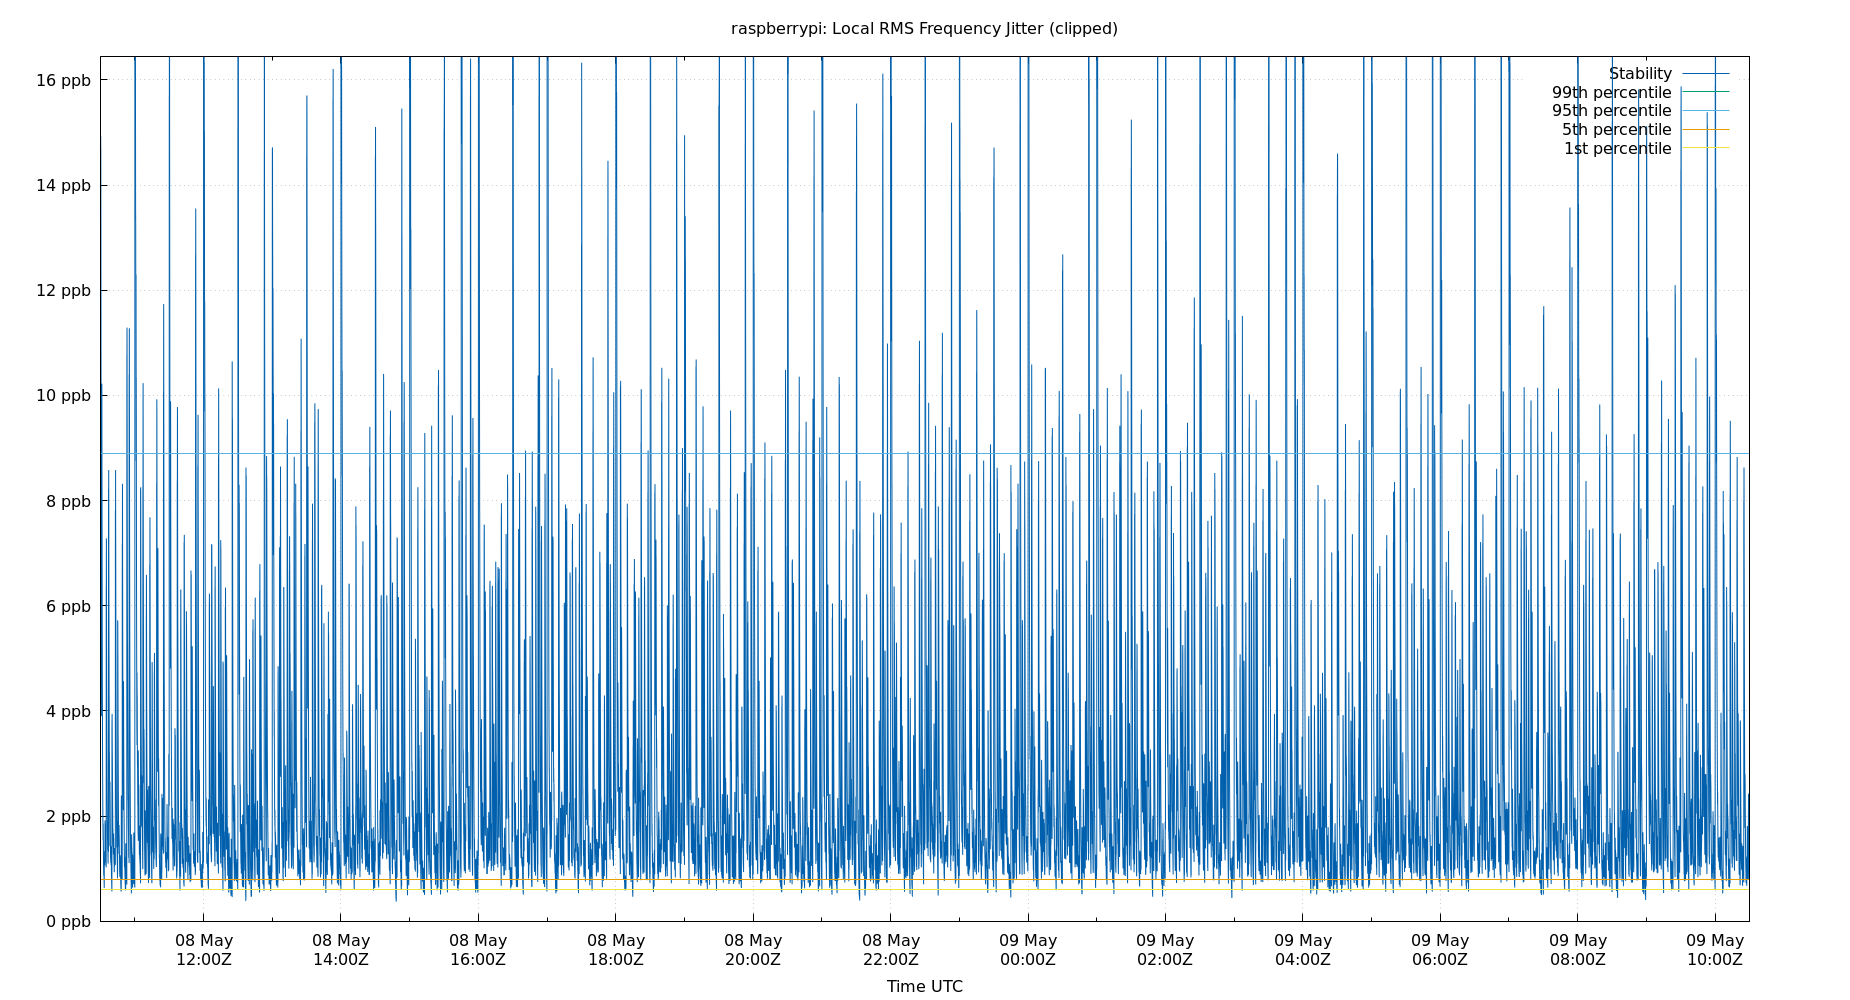 raspberrypi: Local RMS Frequency Jitter (clipped)
16 ppb
14 ppb
12 ppb
10 ppb
8 ppb
6 ppb
4 ppb
2 ppb
0 ppb
Stability
99th percentile
95th percentile
5th percentile
1st percentile
08 May 08 May 08 May 08 May 08 May 08 May 09 May 09 May 09 May 09 May 09 May 09 May
12:00Z 14:00Z 16:00Z 18:00Z 20:00Z 22:00Z 00:00Z 02:00Z 04:00Z 06:00Z 08:00Z 10:00Z
Time UTC